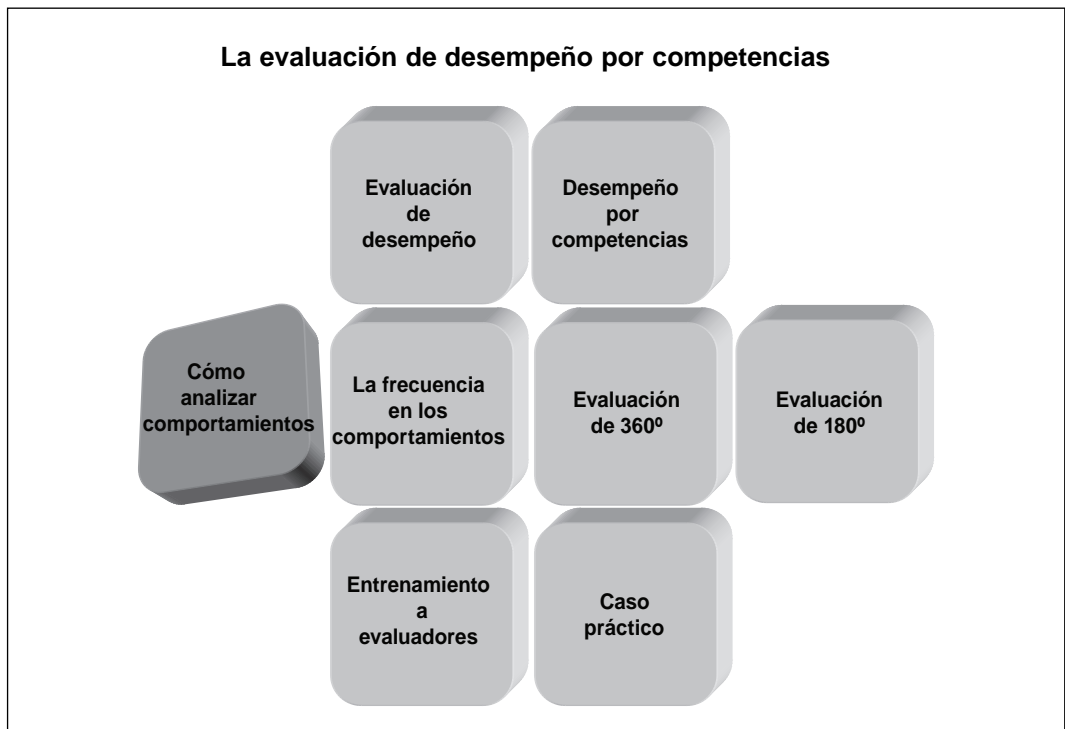 La evaluación de desempeño por competencias
Evaluación
de
desempeño
Desempeño
por
competencias
Cómo
analizar
comportamientos
La frecuencia
en los
comportamientos
Evaluación
de 360º
Evaluación
de 180º
Entrenamiento
a
evaluadores
Caso
práctico